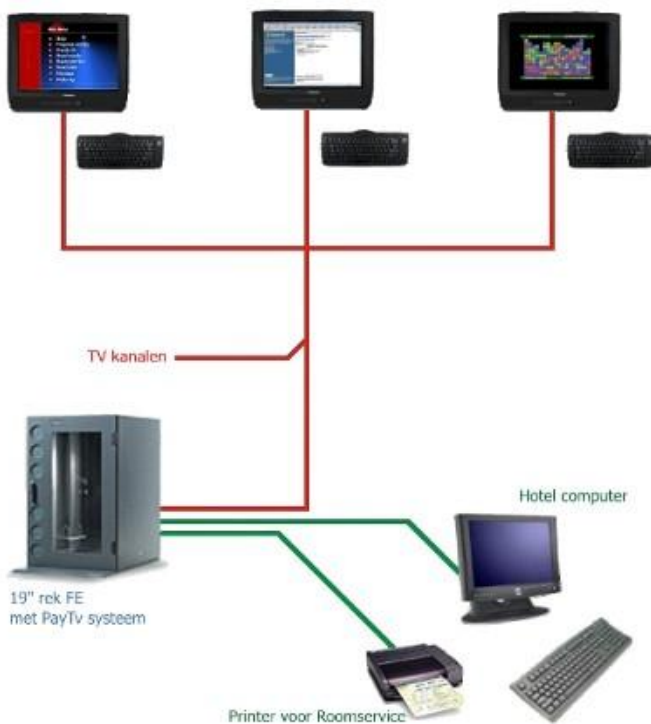 TV kanalen
Hotel computer
19" rek FE
met PayTv systeem
Printer voor Roomservice